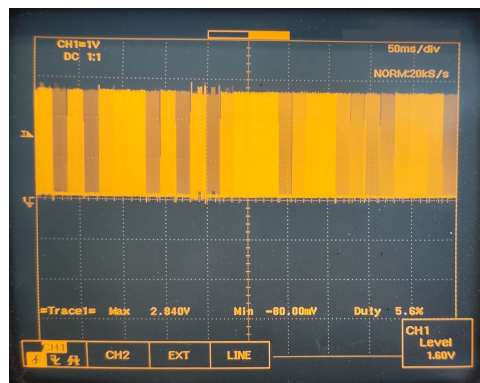 CH1=1V
DC 1:1
50ms/div
NORM:20kS/s
=Trace1= Max 2.840V Min -80.00mV Duty 5.6%
CH1
Level
1.60V
CH1
CH2 EXT LINE